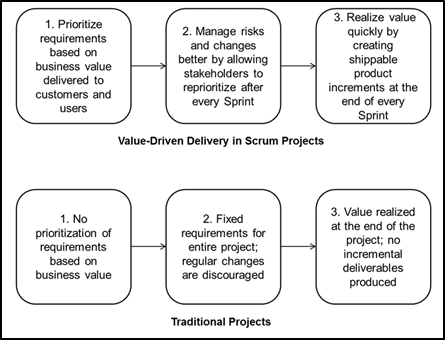 1. Prioritize
requirements
based on
business value
delivered to
customers and
users
2. Manage risks
and changes
better by allowing
stakeholders to
reprioritize after
every Sprint
3. Realize value
quickly by
creating
shippable
product
increments at the
end of every
Sprint
Value-Driven Delivery in Scrum Projects
1. No
prioritization of
requirements
based on
business value
2. Fixed
requirements for
entire project;
regular changes
are discouraged
3. Value realized
at the end of the
project; no
incremental
deliverables
produced
Traditional Projects